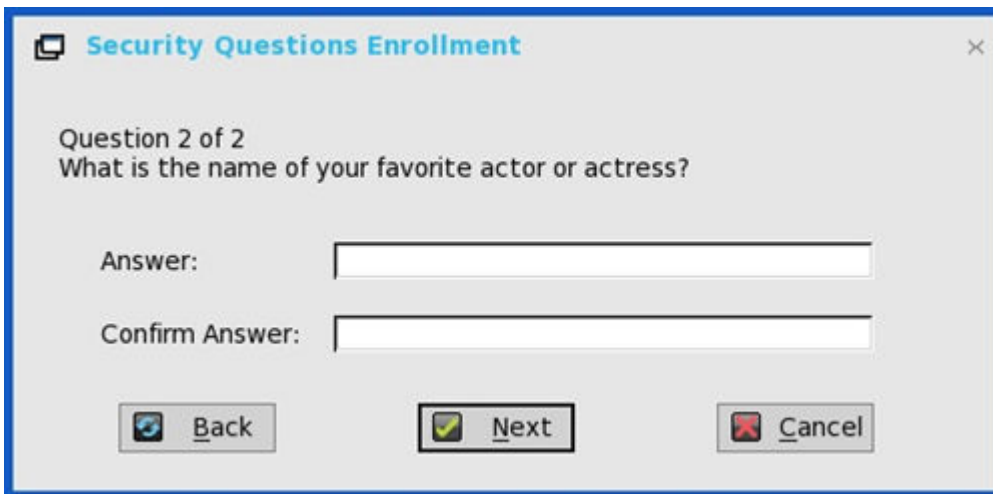 Security Questions Enrollment
Question 2 of 2
What is the name of your favorite actor or actress?
Answer:
Confirm Answer:
Back Next Cancel